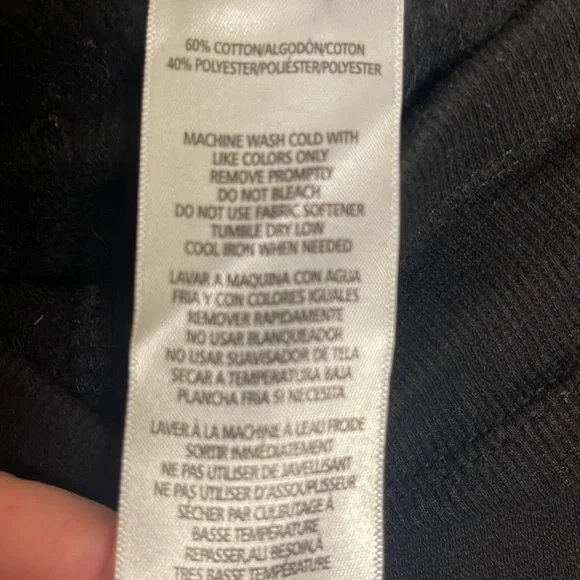 60% COTTON/ALGODÓN/COTON
40% POLYESTER/POLIÉSTER/POLYESTER
MACHINE WASH COLD WITH
LIKE COLORS ONLY
REMOVE PROMPTLY
DO NOT BLEACH
DO NOT USE FABRIC SOFTENER
TUMBLE DRY LOW
COOL IRON WHEN NEEDED
LAVAR A MAQUINA CON AGUA
FRIA Y CON COLORES IGUALES
REMOVER RAPIDAMENTE
NO USAR BLANQUEADOR
NO USAR SUAVISADOR DE TELA
SECAR A TEMPERATURA BAJA
PLANCHA FRIA SI NECESITA
LAVER À LA MACHINE À L'EAU FROIDE
SORTIR IMMÉDIATEMENT
NE PAS UTILISER DE JAVELLISANT
NE PAS UTILISER D'ASSOUPLISSEUR
SÉCHER PAR CULBUTAGE À
BASSE TEMPÉRATURE
REPASSER, AU BESOIN, À
TRES BASSE TEMPÉRATURE